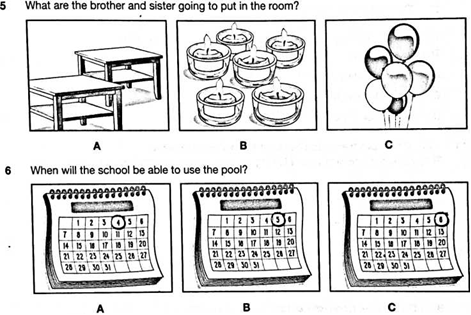 5 What are the brother and sister going to put in the room?
A B C
6 When will the school be able to use the pool?
1 2 3 4 5 6
7 8 9 10 11 12 13
14 15 16 17 18 19 20
21 22 23 24 25 26 27
28 29 30 31
1 2 3 4 5 6
7 8 9 10 11 12 13
14 15 16 17 18 19 20
21 22 23 24 25 26 27
28 29 30 31
1 2 3 4 5 6
7 8 9 10 11 12 13
14 15 16 17 18 19 20
21 22 23 24 25 26 27
28 29 30 31
A B C